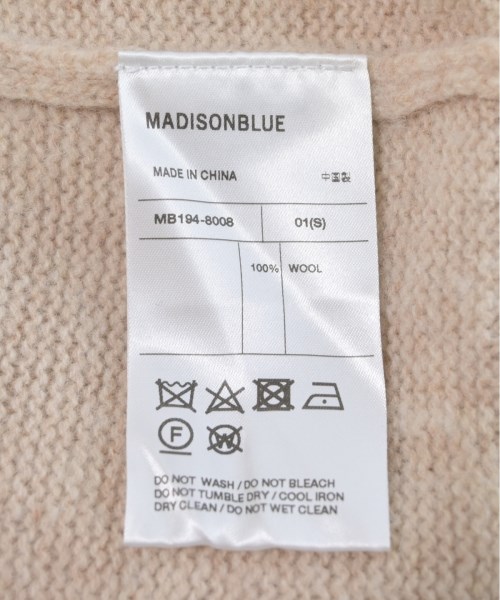 MADISONBLUE
MADE IN CHINA 中国製
MB194-8008 01(S)
100% WOOL
F
W
DO NOT WASH / DO NOT BLEACH
DO NOT TUMBLE DRY / COOL IRON
DRY CLEAN / DO NOT WET CLEAN